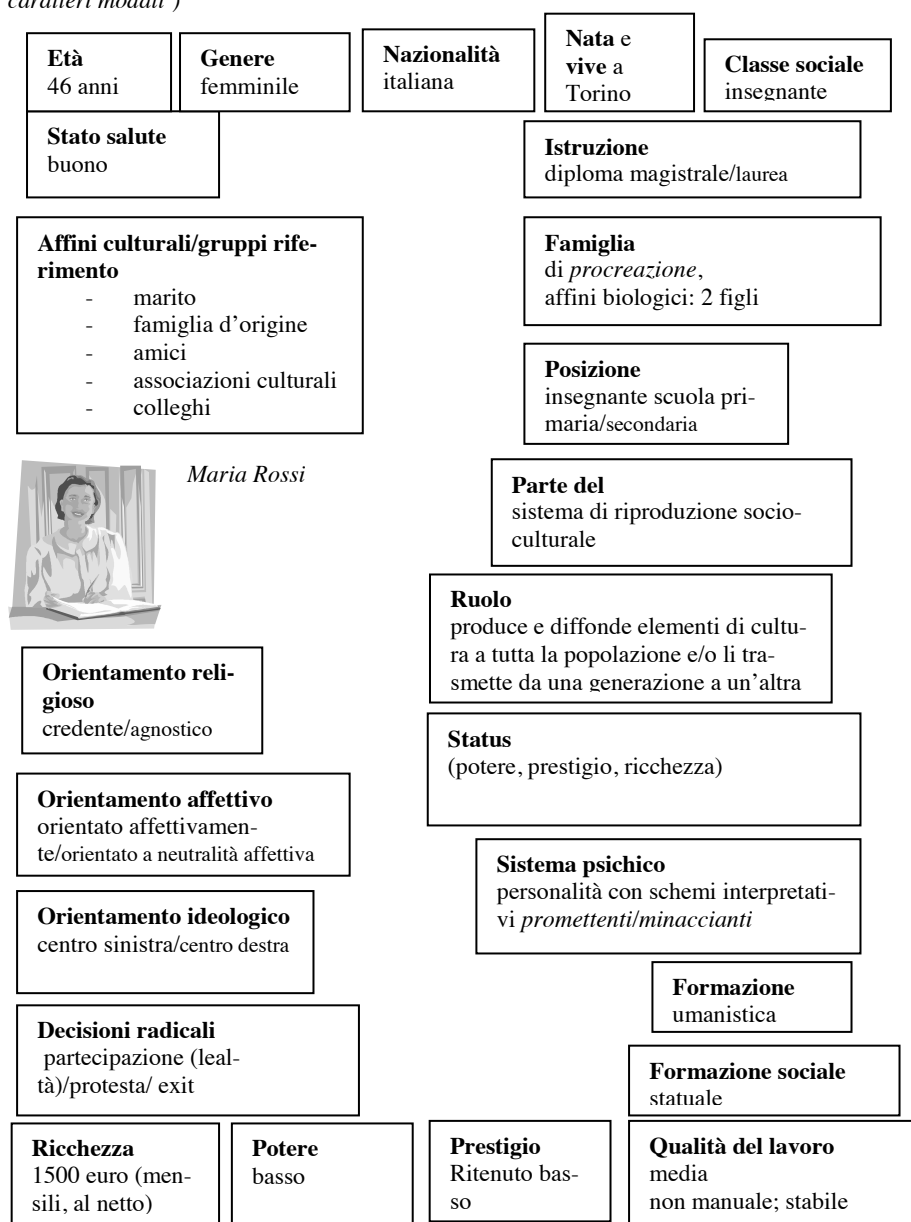 caratteri modali")
Età
46 anni
Genere
femminile
Nazionalità
italiana
Nata e
vive a
Torino
Classe sociale
insegnante
Stato salute
buono
Istruzione
diploma magistrale/laurea
Affini culturali/gruppi rife-
rimento
- marito
- famiglia d'origine
- amici
- associazioni culturali
- colleghi
Famiglia
di procreazione,
affini biologici: 2 figli
Posizione
insegnante scuola pri-
maria/secondaria
Maria Rossi
Parte del
sistema di riproduzione socio-
culturale
Ruolo
produce e diffonde elementi di cultu-
ra a tutta la popolazione e/o li tra-
smette da una generazione a un'altra
Orientamento reli-
gioso
credente/agnostico
Status
(potere, prestigio, ricchezza)
Orientamento affettivo
orientato affettivamen-
te/orientato a neutralità affettiva
Sistema psichico
personalità con schemi interpretati-
vi promettenti/minaccianti
Orientamento ideologico
centro sinistra/centro destra
Formazione
umanistica
Decisioni radicali
partecipazione (leal-
tà)/protesta/ exit
Formazione sociale
statuale
Ricchezza
1500 euro (men-
sili, al netto)
Potere
basso
Prestigio
Ritenuto bas-
so
Qualità del lavoro
media
non manuale; stabile